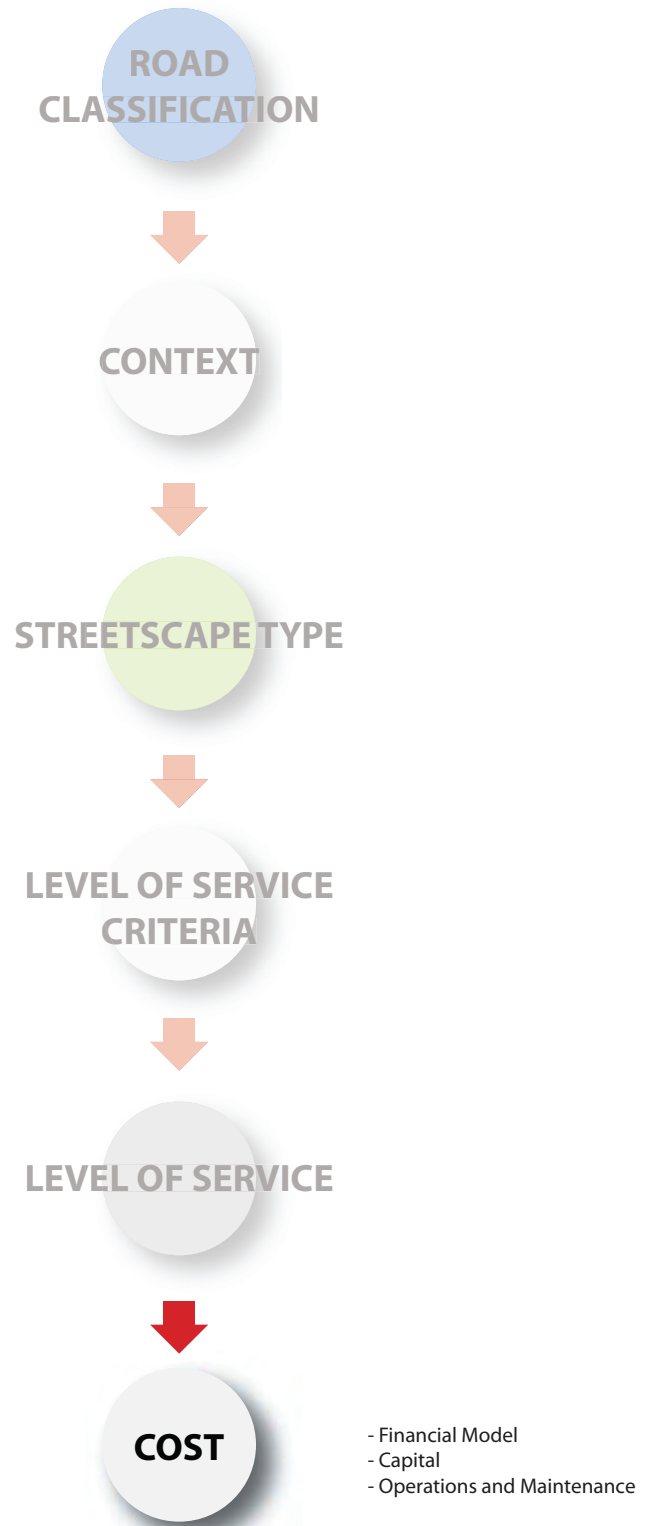 ROAD
CLASSIFICATION
CONTEXT
STREETSCAPE TYPE
LEVEL OF SERVICE
CRITERIA
LEVEL OF SERVICE
COST
- Financial Model
- Capital
- Operations and Maintenance